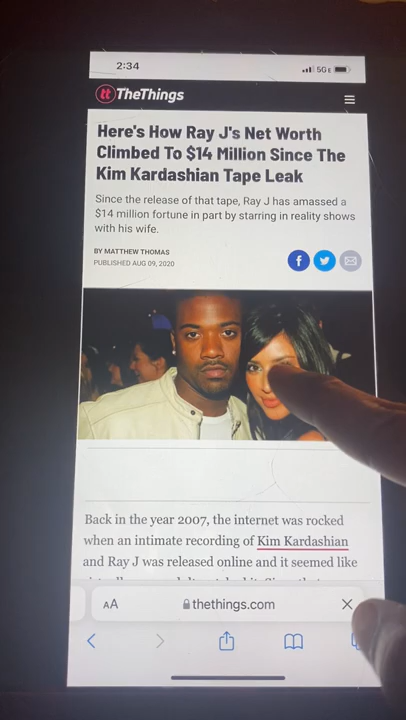 2:34
5GE
tt TheThings
Here's How Ray J's Net Worth
Climbed To $14 Million Since The
Kim Kardashian Tape Leak
Since the release of that tape, Ray J has amassed a
$14 million fortune in part by starring in reality shows
with his wife.
BY MATTHEW THOMAS
PUBLISHED AUG 09, 2020
f
Back in the year 2007, the internet was rocked
when an intimate recording of Kim Kardashian
and Ray J was released online and it seemed like
AA
thethings.com